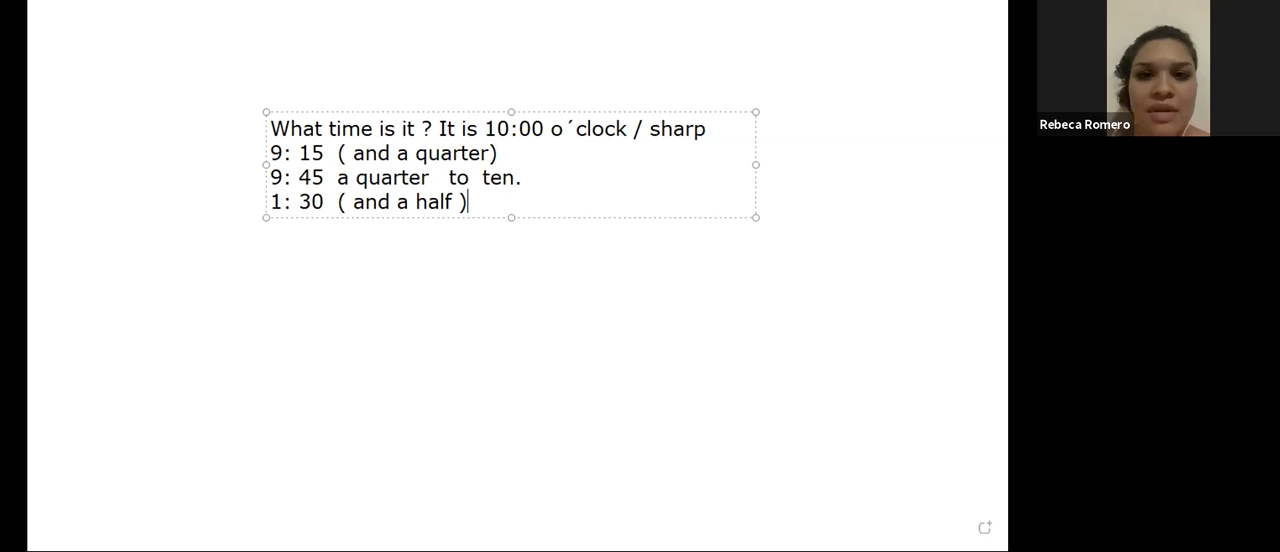 What time is it ? It is 10:00 o´clock / sharp
9: 15 ( and a quarter)
9: 45 a quarter to ten.
1: 30 ( and a half )
Rebeca Romero